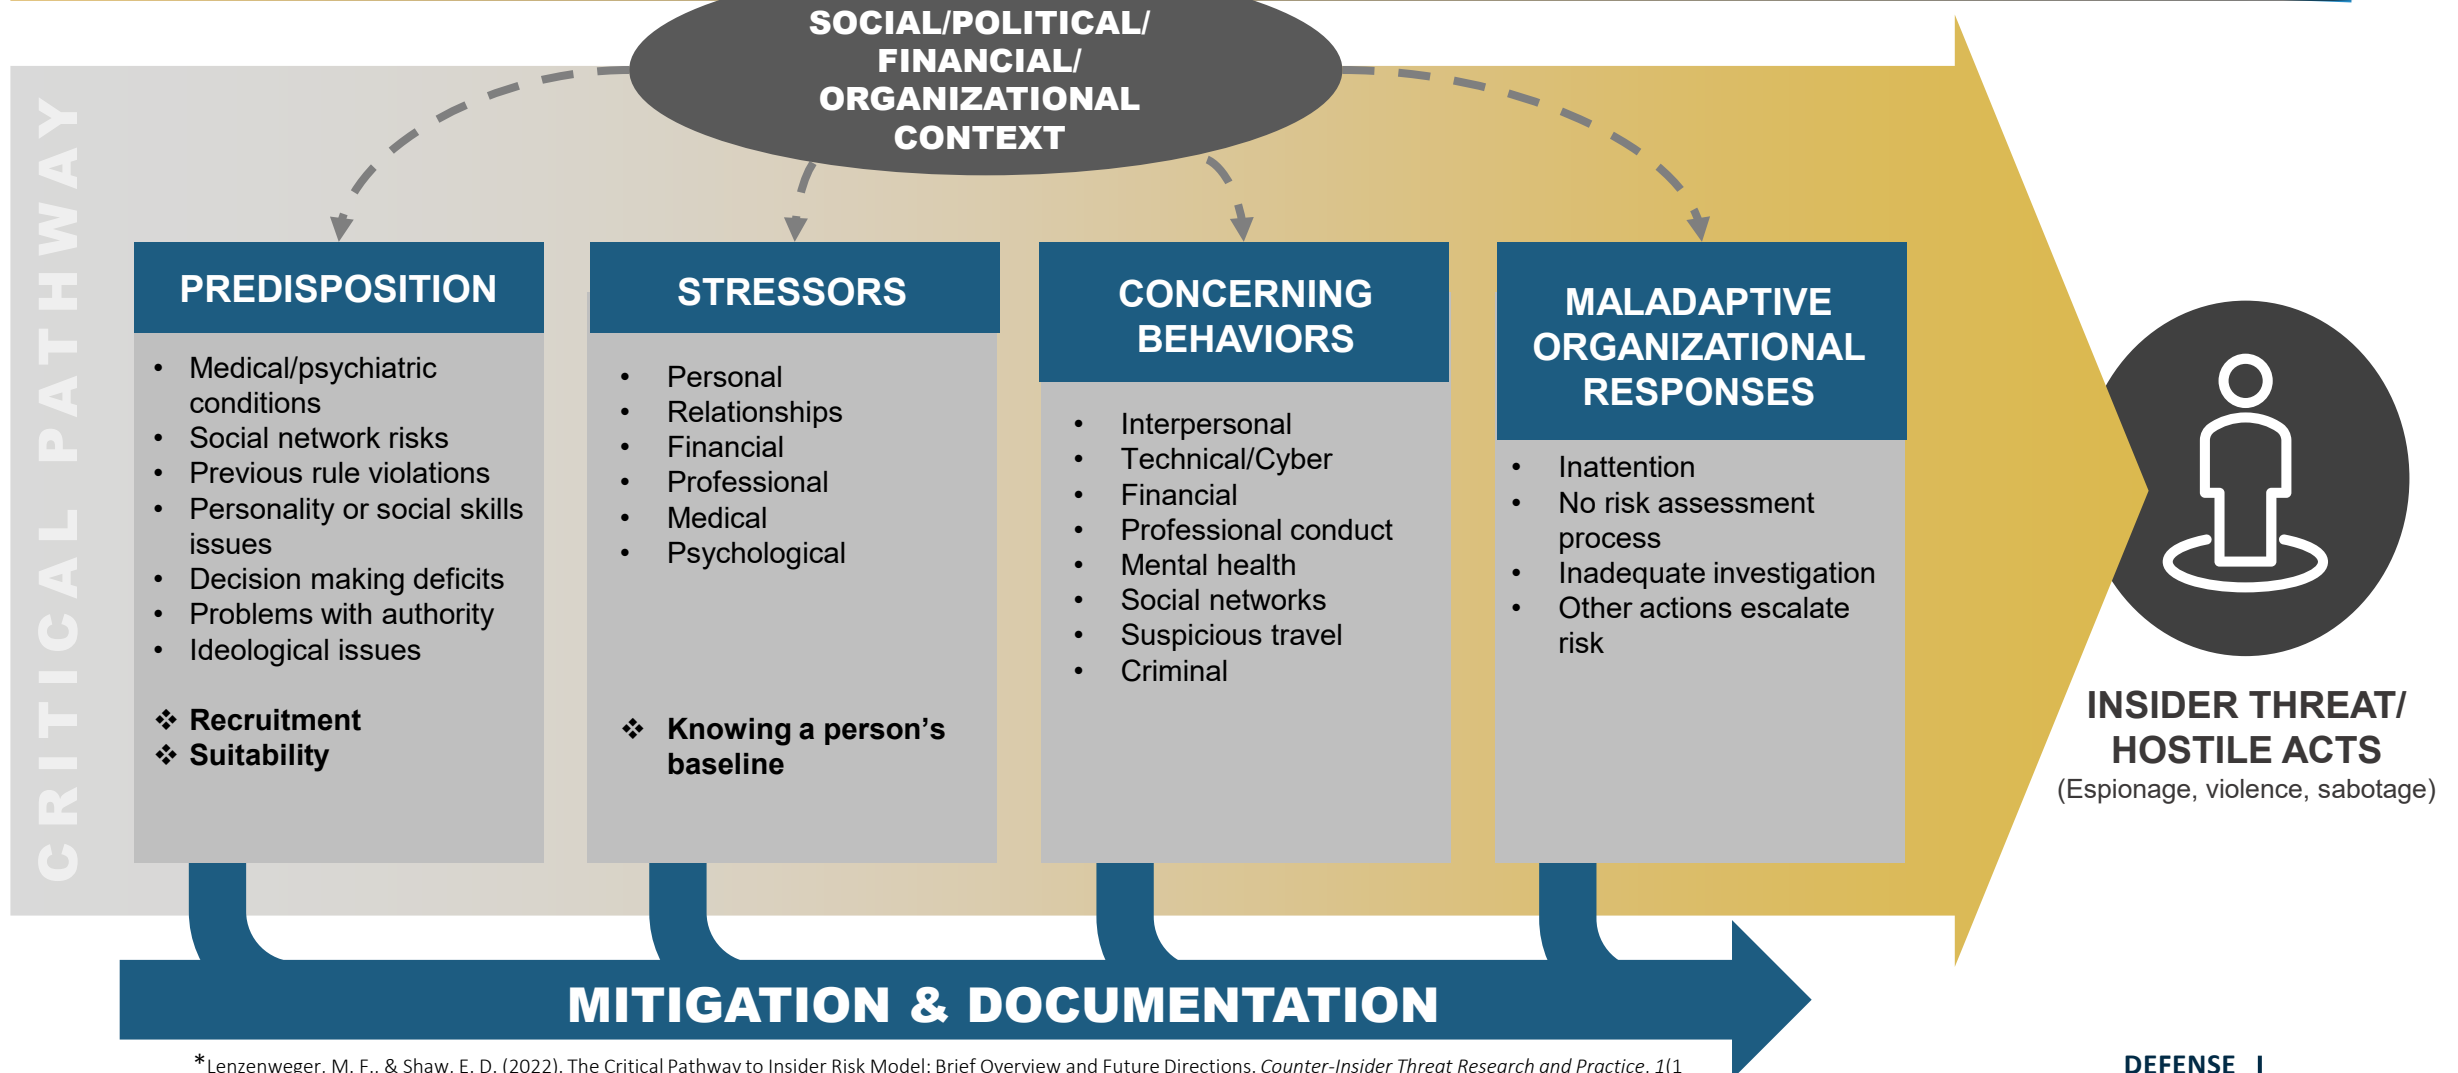 SOCIAL/POLITICAL/
FINANCIAL/
ORGANIZATIONAL
CONTEXT
CRITICAL PATHWAY
PREDISPOSITION
• Medical/psychiatric
conditions
• Social network risks
• Previous rule violations
• Personality or social skills
issues
• Decision making deficits
• Problems with authority
• Ideological issues
❖ Recruitment
❖ Suitability
STRESSORS
• Personal
• Relationships
• Financial
• Professional
• Medical
• Psychological
❖ Knowing a person’s
baseline
CONCERNING
BEHAVIORS
• Interpersonal
• Technical/Cyber
• Financial
• Professional conduct
• Mental health
• Social networks
• Suspicious travel
• Criminal
MALADAPTIVE
ORGANIZATIONAL
RESPONSES
• Inattention
• No risk assessment
process
• Inadequate investigation
• Other actions escalate
risk
INSIDER THREAT/
HOSTILE ACTS
(Espionage, violence, sabotage)
MITIGATION & DOCUMENTATION
*Lenzenweger, M. F., & Shaw, E. D. (2022). The Critical Pathway to Insider Risk Model: Brief Overview and Future Directions. Counter-Insider Threat Research and Practice, 1(1
DEFENSE